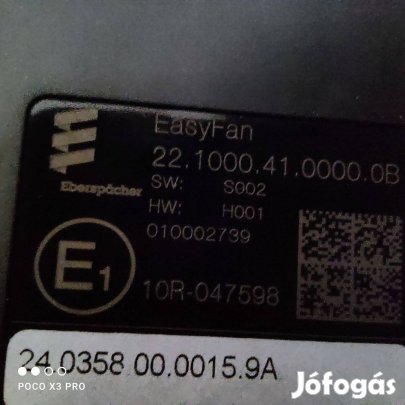 EasyFan
22.1000.41.0000.0B
Eberspächer
SW: S002
HW: H001
010002739
E1
10R-047598
24.0358.00.0015.9A
POCO X3 PRO
Jófogás